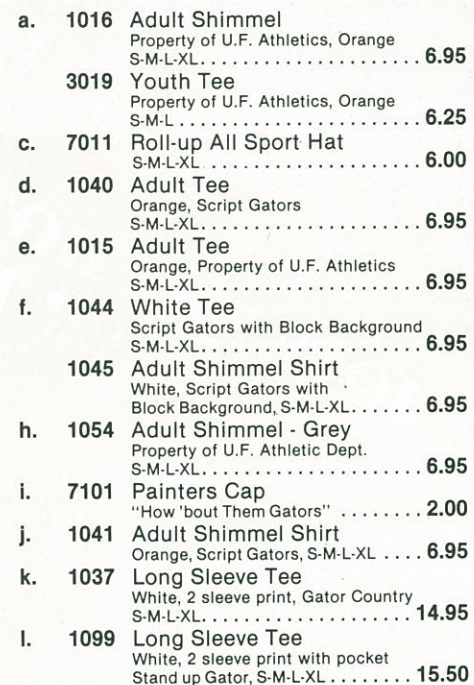 a. 1016 Adult Shimmel
Property of U.F. Athletics, Orange
S-M-L-XL. . . . . . . . . . . . . . . . . . . . . 6.95
3019 Youth Tee
Property of U.F. Athletics, Orange
S-M-L . . . . . . . . . . . . . . . . . . . . . . . . 6.25
c. 7011 Roll-up All Sport Hat
S-M-L-XL . . . . . . . . . . . . . . . . . . . . . 6.00
d. 1040 Adult Tee
Orange, Script Gators
S-M-L-XL. . . . . . . . . . . . . . . . . . . . . 6.95
e. 1015 Adult Tee
Orange, Property of U.F. Athletics
S-M-L-XL. . . . . . . . . . . . . . . . . . . . . 6.95
f. 1044 White Tee
Script Gators with Block Background
S-M-L-XL. . . . . . . . . . . . . . . . . . . . . 6.95
1045 Adult Shimmel Shirt
White, Script Gators with
Block Background, S-M-L-XL. . . . . . . 6.95
h. 1054 Adult Shimmel - Grey
Property of U.F. Athletic Dept.
S-M-L-XL. . . . . . . . . . . . . . . . . . . . . 6.95
i. 7101 Painters Cap
"How 'bout Them Gators" . . . . . . . . 2.00
j. 1041 Adult Shimmel Shirt
Orange, Script Gators, S-M-L-XL . . . . 6.95
k. 1037 Long Sleeve Tee
White, 2 sleeve print, Gator Country
S-M-L-XL. . . . . . . . . . . . . . . . . . . . 14.95
l. 1099 Long Sleeve Tee
White, 2 sleeve print with pocket
Stand up Gator, S-M-L-XL . . . . . . . . 15.50